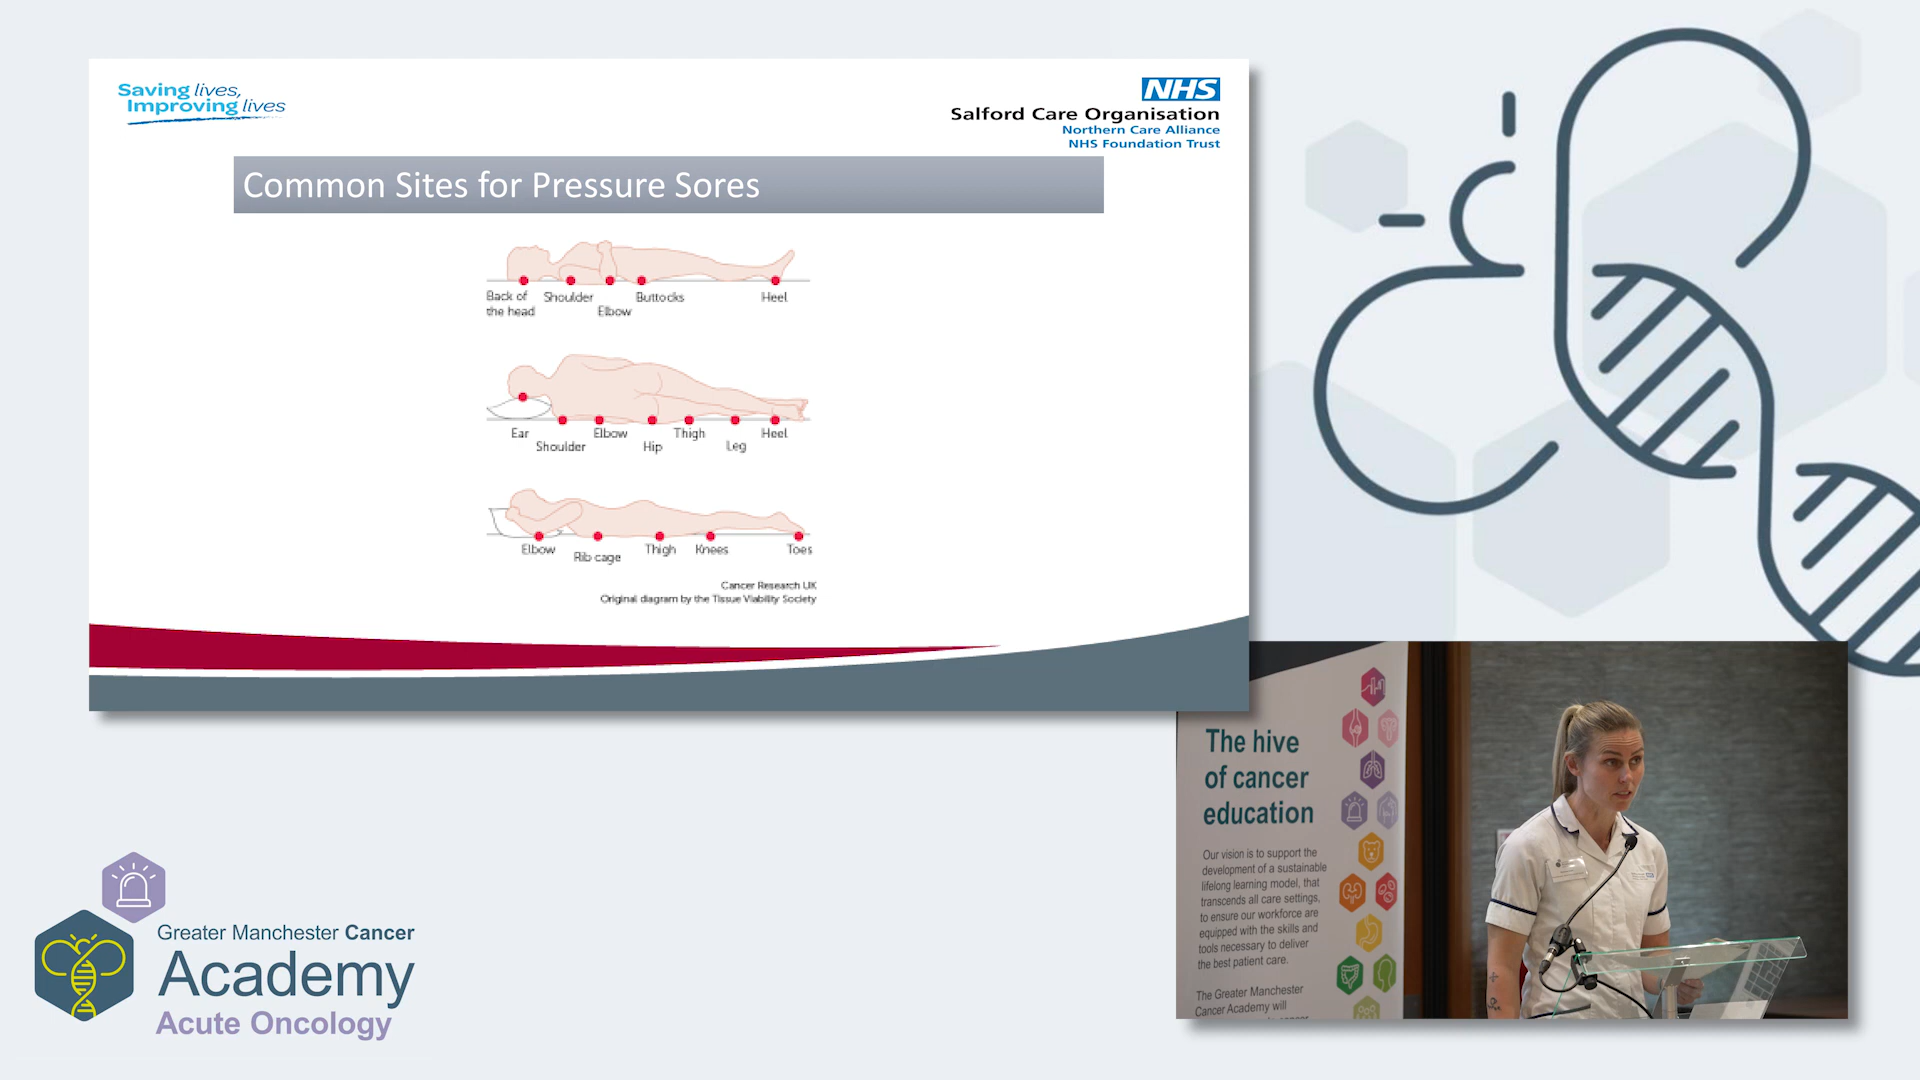 Saving lives,
Improving lives
NHS
Salford Care Organisation
Northern Care Alliance
NHS Foundation Trust
Common Sites for Pressure Sores
Back of
the head
Shoulder
Elbow
Buttocks
Heel
Ear
Shoulder
Elbow
Hip
Thigh
Leg
Heel
Elbow
Rib cage
Thigh
Knees
Toes
Cancer Research UK
Original diagram by the Tissue Viability Society
The hive
of cancer
education
Our vision is to support the
development of a sustainable
lifelong learning model, that
transcends all care settings,
to ensure our workforce are
equipped with the skills and
tools necessary to deliver
the best patient care.
The Greater Manchester
Cancer Academy will
Greater Manchester Cancer
Academy
Acute Oncology